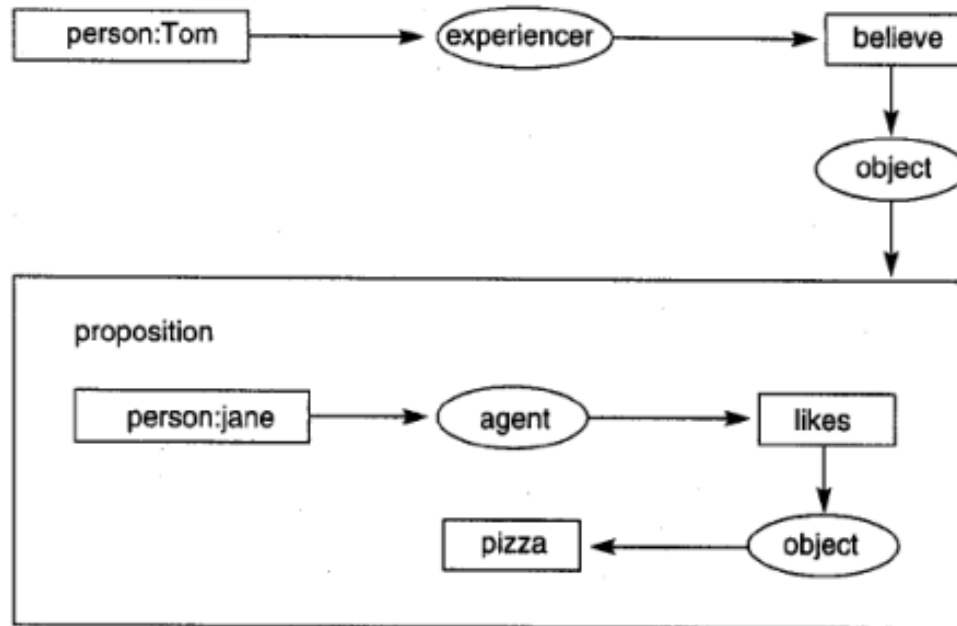 person:Tom
experiencer
believe
object
proposition
person:jane
agent
likes
pizza
object